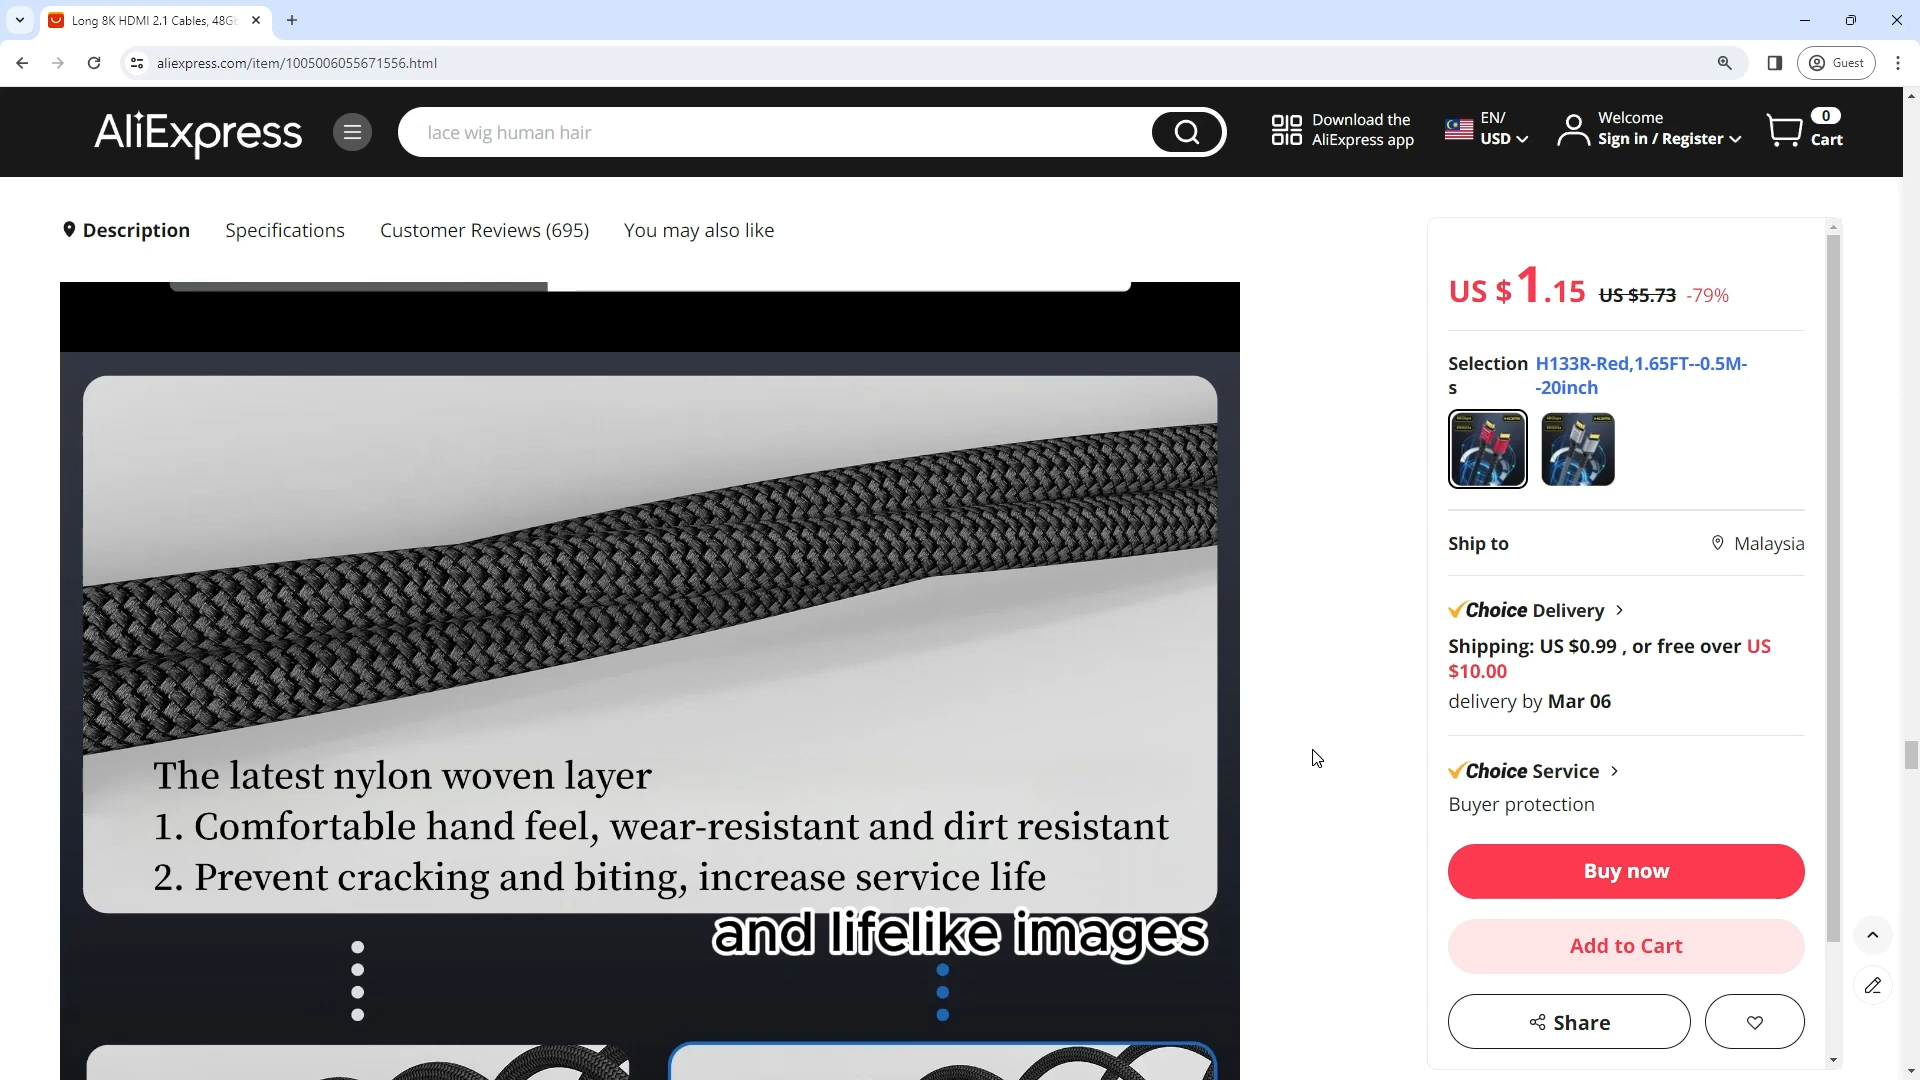 Long 8K HDMI 2.1 Cables, 48Gb
aliexpress.com/item/1005006055671556.html
Guest
AliExpress
lace wig human hair
Download the
AliExpress app
EN/
USD
Welcome
Sign in / Register
0
Cart
Description
Specifications
Customer Reviews (695)
You may also like
The latest nylon woven layer
1. Comfortable hand feel, wear-resistant and dirt resistant
2. Prevent cracking and biting, increase service life
and lifelike images
US $1.15 US $5.73 -79%
Selection
s
H133R-Red,1.65FT--0.5M-
-20inch
Ship to
Malaysia
Choice Delivery
Shipping: US $0.99 , or free over US
$10.00
delivery by Mar 06
Choice Service
Buyer protection
Buy now
Add to Cart
Share